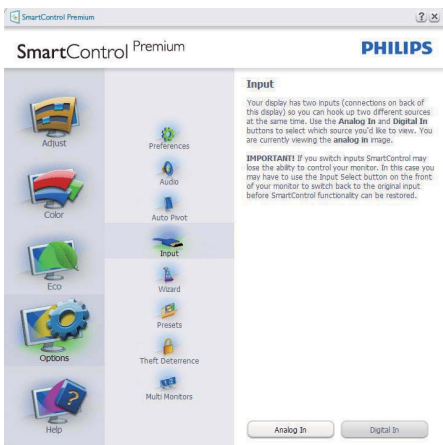 SmartControl Premium
SmartControl Premium
PHILIPS
Adjust
Color
Eco
Options
Help
Preferences
Audio
Auto Pivot
Input
Wizard
Presets
Theft Deterrence
Multi Monitors
Input
Your display has two inputs (connections on back of
this display) so you can hook up two different sources
at the same time. Use the Analog In and Digital In
buttons to select which source you'd like to view. You
are currently viewing the analog in image.
IMPORTANT! If you switch inputs SmartControl may
lose the ability to control your monitor. In this case you
may have to use the Input Select button on the front
of your monitor to switch back to the original input
before SmartControl functionality can be restored.
Analog In
Digital In